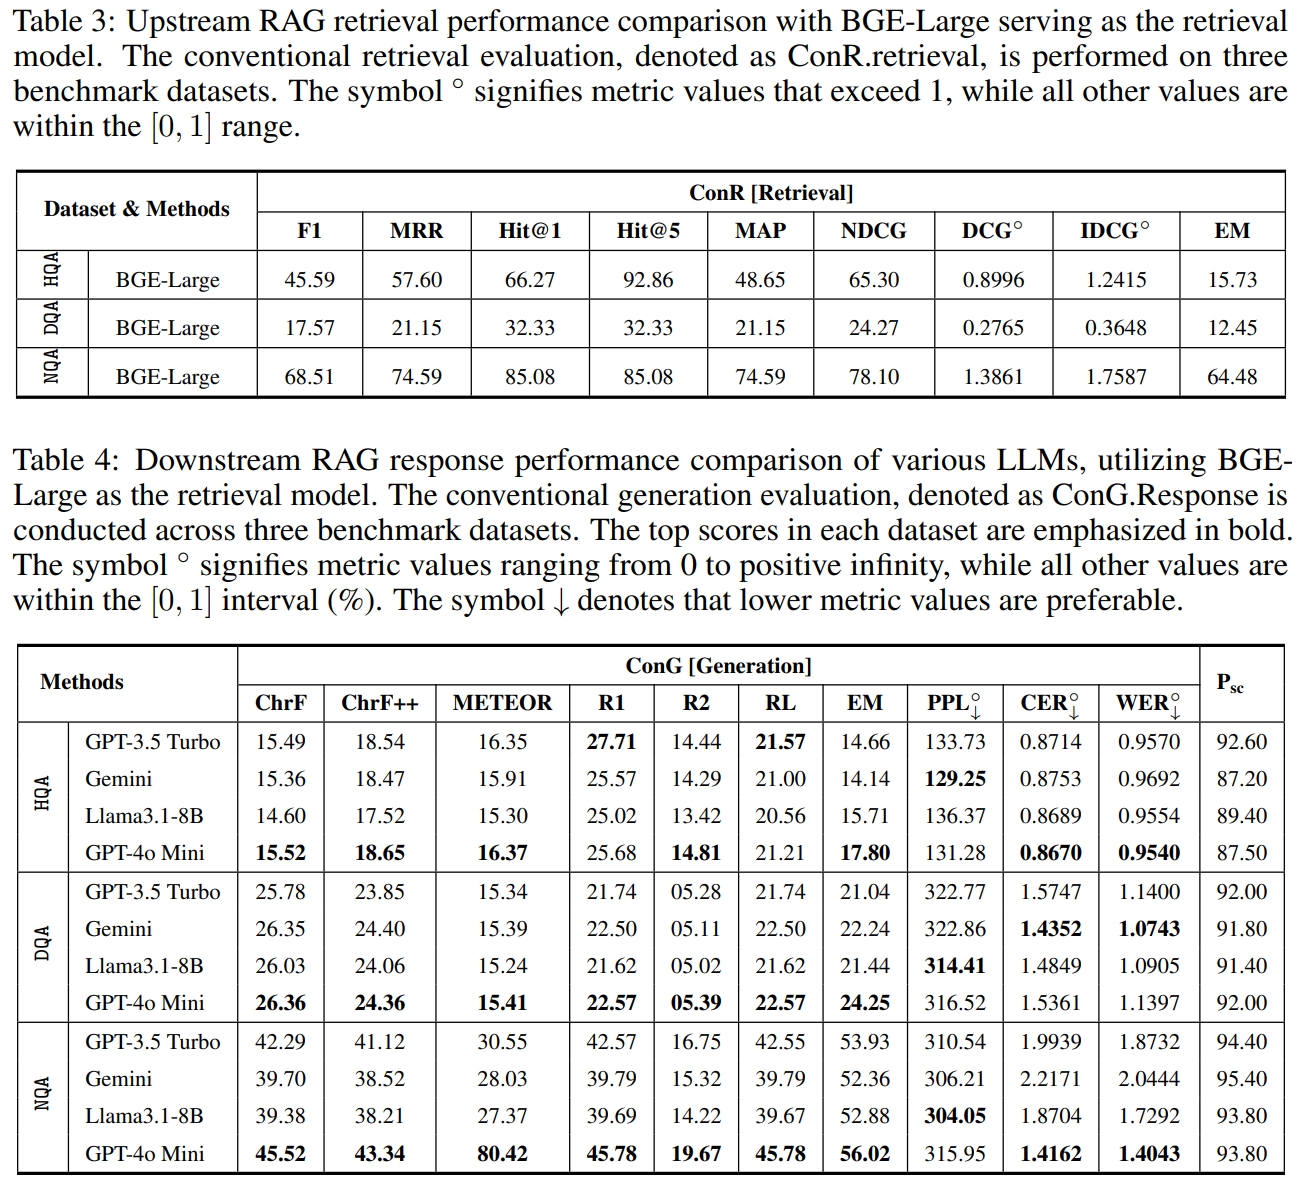 Table 3: Upstream RAG retrieval performance comparison with BGE-Large serving as the retrieval
model. The conventional retrieval evaluation, denoted as ConR.retrieval, is performed on three
benchmark datasets. The symbol ° signifies metric values that exceed 1, while all other values are
within the [0, 1] range.
Dataset & Methods ConR [Retrieval]
F1 MRR Hit@1 Hit@5 MAP NDCG DCG° IDCG° EM
HQA BGE-Large 45.59 57.60 66.27 92.86 48.65 65.30 0.8996 1.2415 15.73
DQA BGE-Large 17.57 21.15 32.33 32.33 21.15 24.27 0.2765 0.3648 12.45
NQA BGE-Large 68.51 74.59 85.08 85.08 74.59 78.10 1.3861 1.7587 64.48
Table 4: Downstream RAG response performance comparison of various LLMs, utilizing BGE-
Large as the retrieval model. The conventional generation evaluation, denoted as ConG.Response is
conducted across three benchmark datasets. The top scores in each dataset are emphasized in bold.
The symbol ° signifies metric values ranging from 0 to positive infinity, while all other values are
within the [0, 1] interval (%). The symbol ↓ denotes that lower metric values are preferable.
Methods ConG [Generation] Psc
ChrF ChrF++ METEOR R1 R2 RL EM PPL°↓ CER°↓ WER°↓
HQA GPT-3.5 Turbo 15.49 18.54 16.35 27.71 14.44 21.57 14.66 133.73 0.8714 0.9570 92.60
Gemini 15.36 18.47 15.91 25.57 14.29 21.00 14.14 129.25 0.8753 0.9692 87.20
Llama3.1-8B 14.60 17.52 15.30 25.02 13.42 20.56 15.71 136.37 0.8689 0.9554 89.40
GPT-4o Mini 15.52 18.65 16.37 25.68 14.81 21.21 17.80 131.28 0.8670 0.9540 87.50
DQA GPT-3.5 Turbo 25.78 23.85 15.34 21.74 05.28 21.74 21.04 322.77 1.5747 1.1400 92.00
Gemini 26.35 24.40 15.39 22.50 05.11 22.50 22.24 322.86 1.4352 1.0743 91.80
Llama3.1-8B 26.03 24.06 15.24 21.62 05.02 21.62 21.44 314.41 1.4849 1.0905 91.40
GPT-4o Mini 26.36 24.36 15.41 22.57 05.39 22.57 24.25 316.52 1.5361 1.1397 92.00
NQA GPT-3.5 Turbo 42.29 41.12 30.55 42.57 16.75 42.55 53.93 310.54 1.9939 1.8732 94.40
Gemini 39.70 38.52 28.03 39.79 15.32 39.79 52.36 306.21 2.2171 2.0444 95.40
Llama3.1-8B 39.38 38.21 27.37 39.69 14.22 39.67 52.88 304.05 1.8704 1.7292 93.80
GPT-4o Mini 45.52 43.34 80.42 45.78 19.67 45.78 56.02 315.95 1.4162 1.4043 93.80